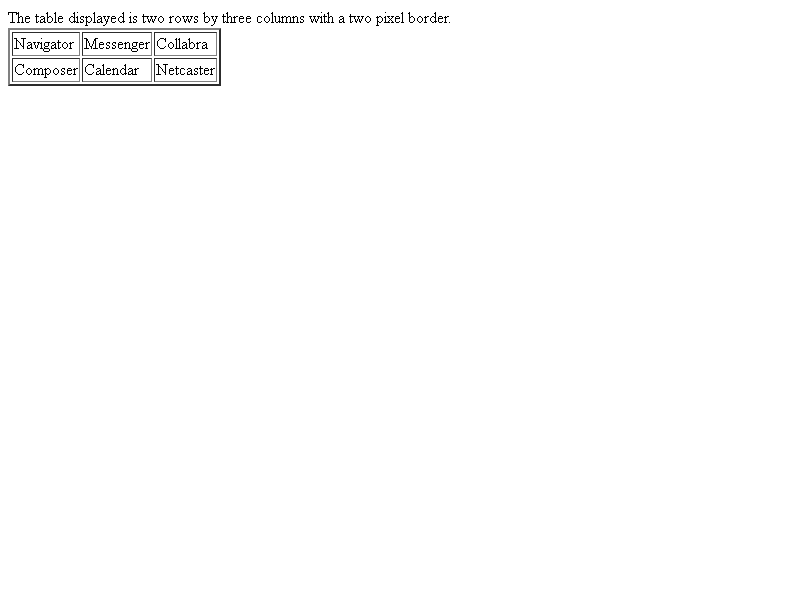 The table displayed is two rows by three columns with a two pixel border.
Navigator Messenger Collabra
Composer Calendar Netcaster